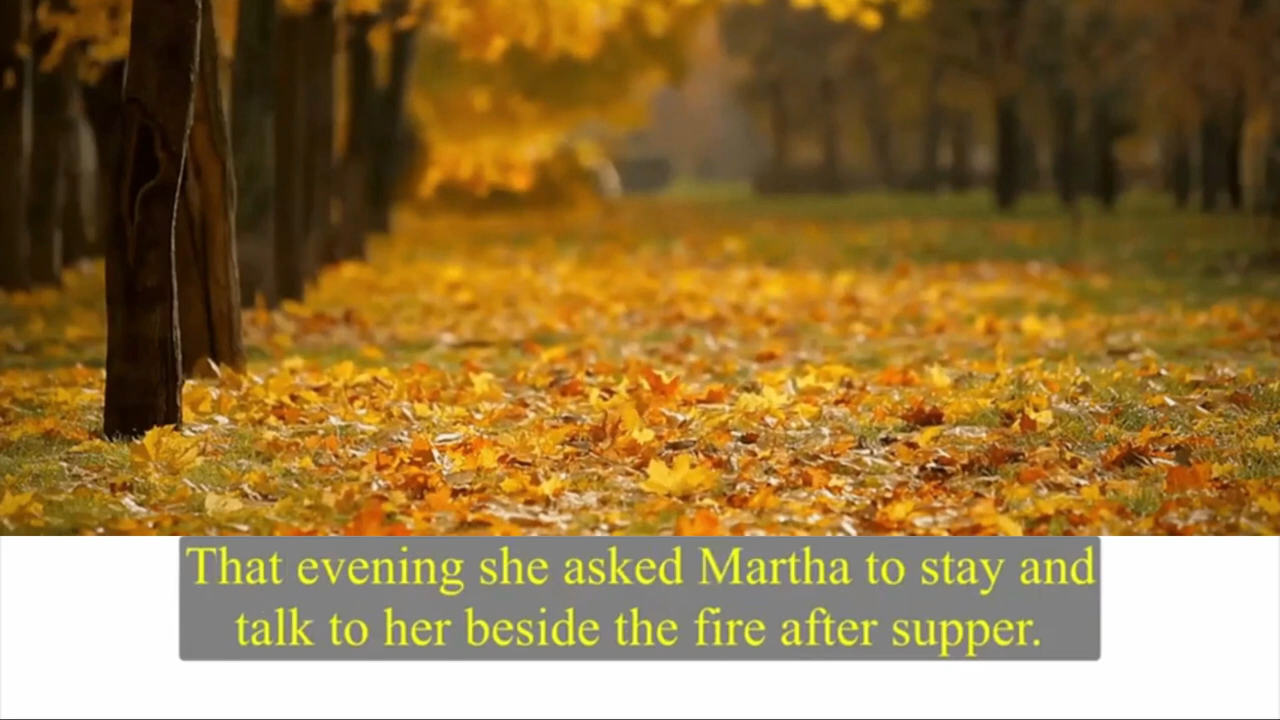 That evening she asked Martha to stay and
talk to her beside the fire after supper.